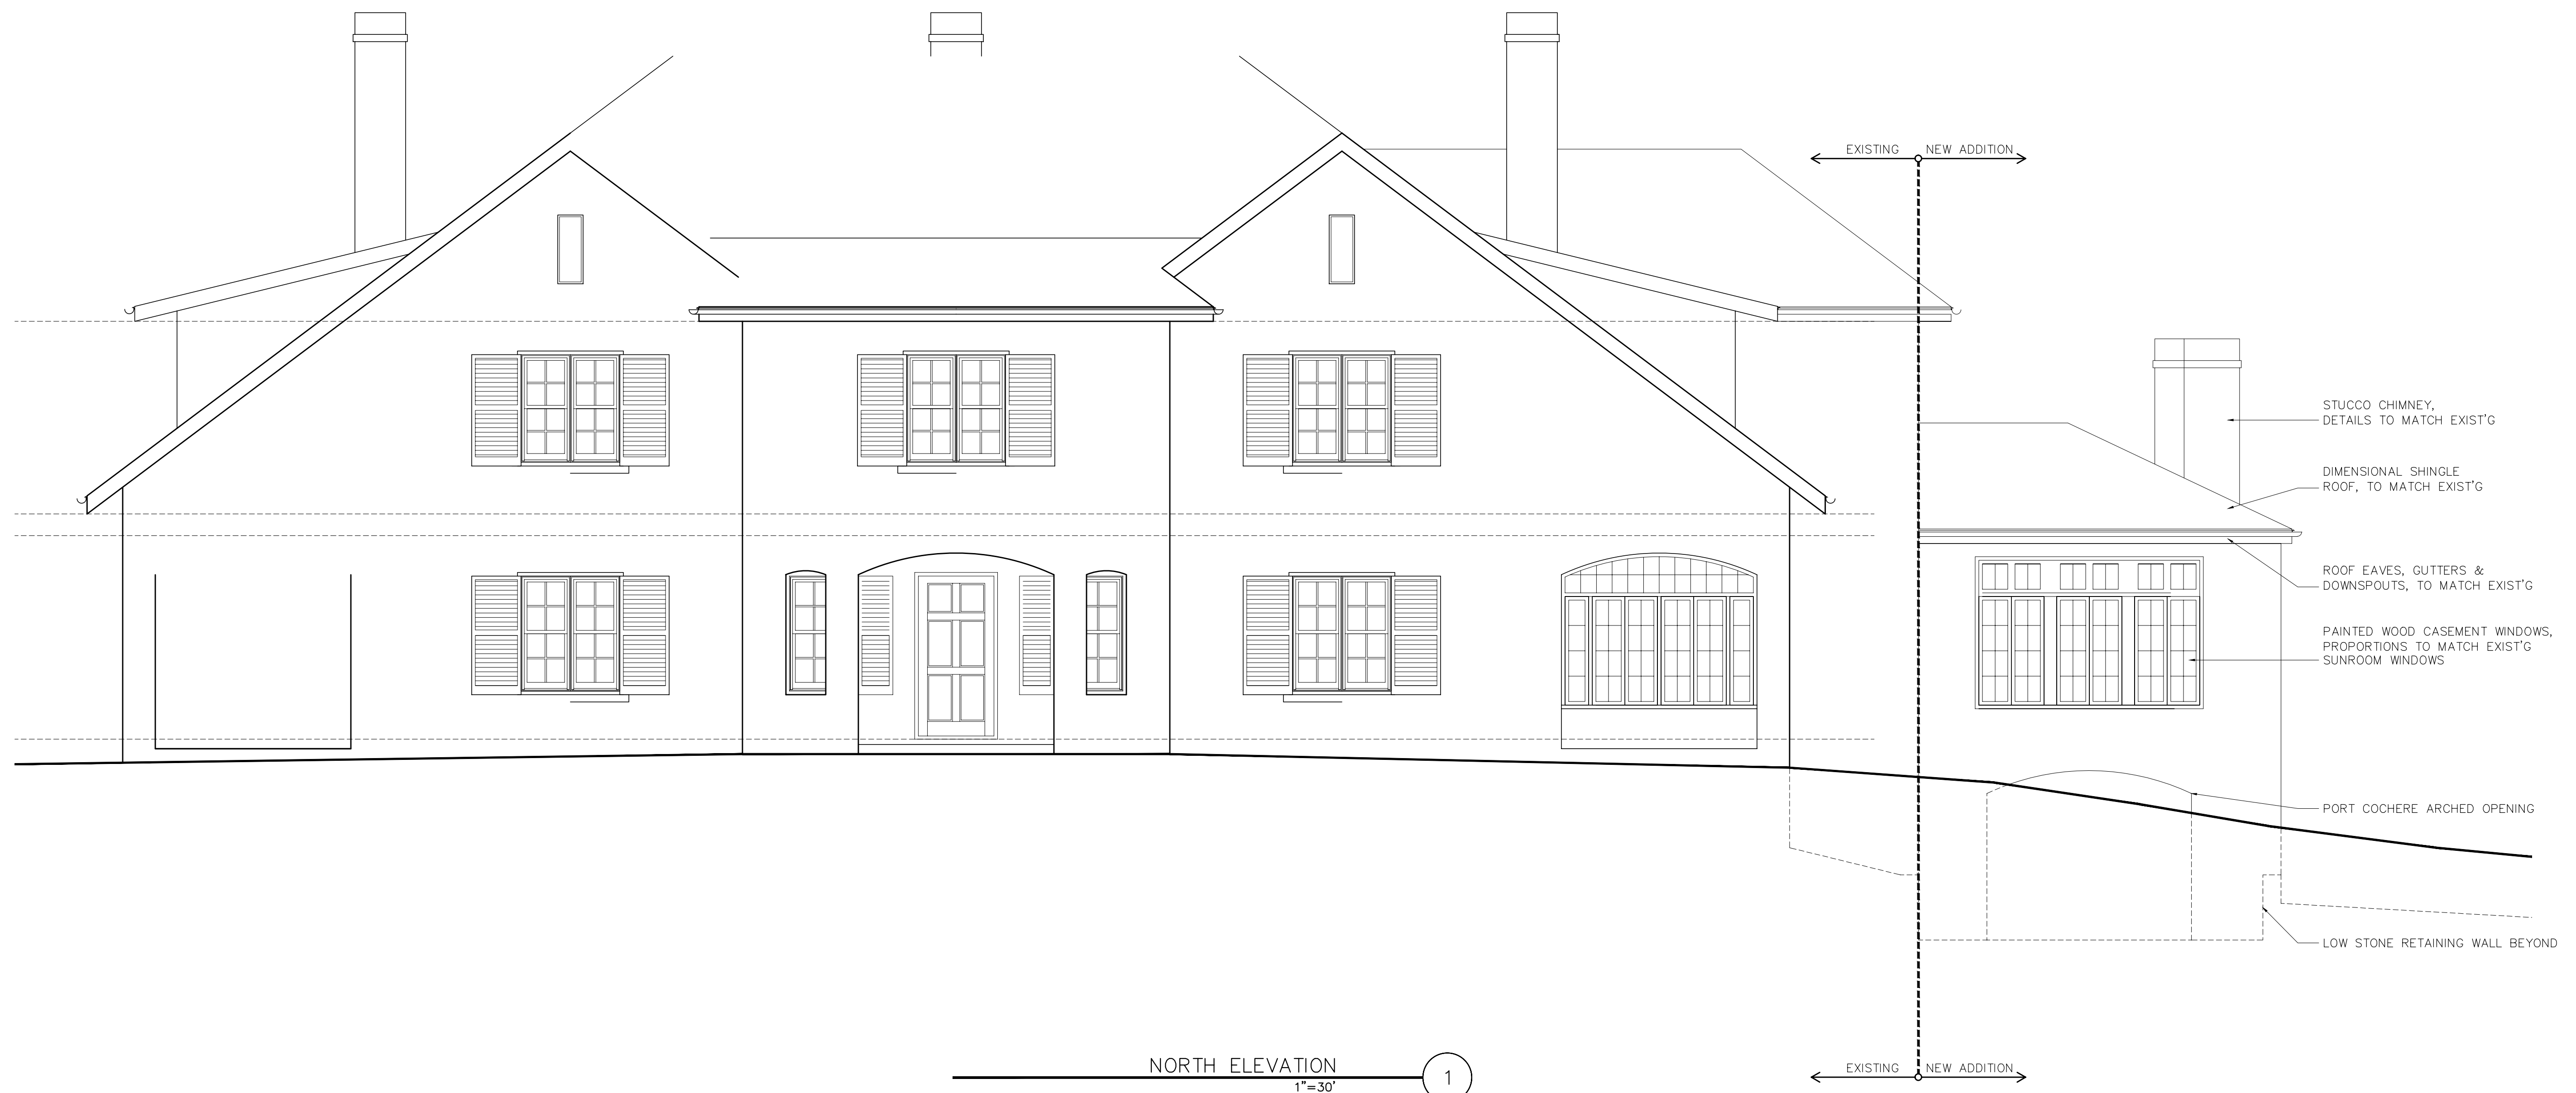 EXISTING NEW ADDITION
STUCCO CHIMNEY,
DETAILS TO MATCH EXIST'G
DIMENSIONAL SHINGLE
ROOF, TO MATCH EXIST'G
ROOF EAVES, GUTTERS &
DOWNSPOUTS, TO MATCH EXIST'G
PAINTED WOOD CASEMENT WINDOWS,
PROPORTIONS TO MATCH EXIST'G
SUNROOM WINDOWS
PORT COCHERE ARCHED OPENING
LOW STONE RETAINING WALL BEYOND
NORTH ELEVATION
1"=30'
1
EXISTING NEW ADDITION